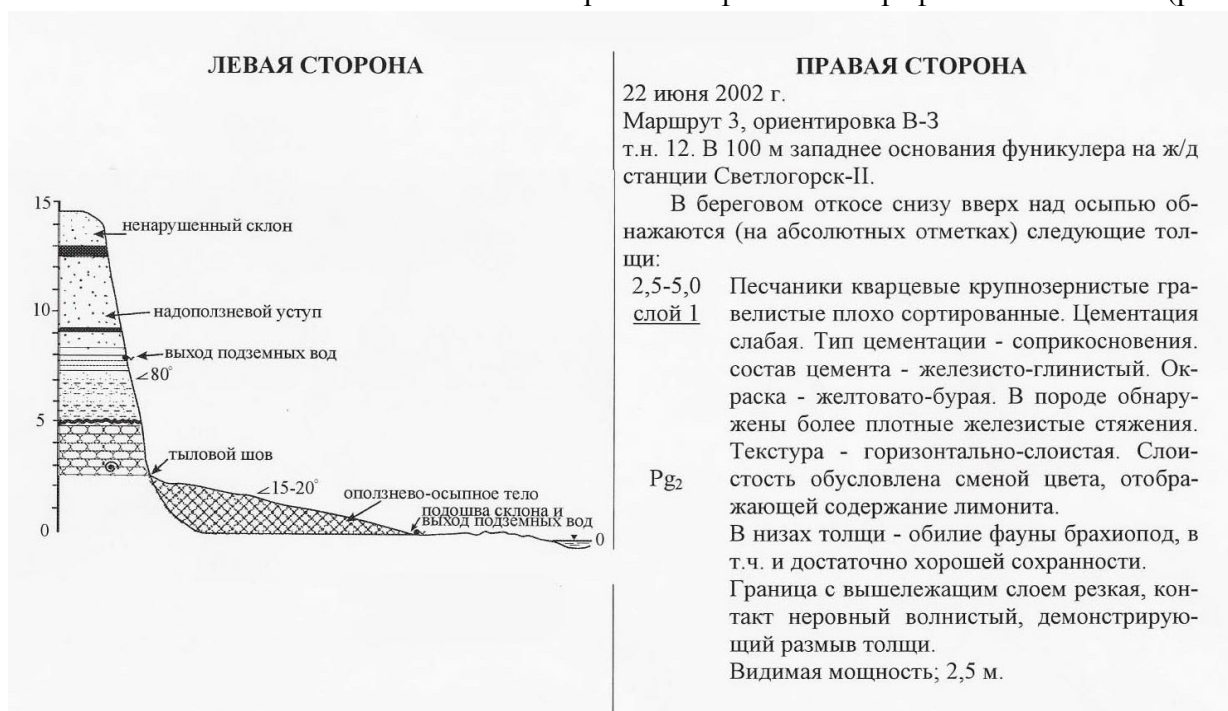 ЛЕВАЯ СТОРОНА
15
ненарушенный склон
10
надоползневой уступ
выход подземных вод
∠80°
5
тыловой шов
∠15-20°
оползнево-осыпное тело
подошва склона и
выход подземных вод
0
0
ПРАВАЯ СТОРОНА
22 июня 2002 г.
Маршрут 3, ориентировка В-З
т.н. 12. В 100 м западнее основания фуникулера на ж/д
станции Светлогорск-II.
В береговом откосе снизу вверх над осыпью об-
нажаются (на абсолютных отметках) следующие тол-
щи:
2,5-5,0 Песчаники кварцевые крупнозернистые гра-
слой 1 велистые плохо сортированные. Цементация
слабая. Тип цементации - соприкосновения.
состав цемента - железисто-глинистый. Ок-
раска - желтовато-бурая. В породе обнару-
жены более плотные железистые стяжения.
Текстура - горизонтально-слоистая. Слои-
Pg₂ стость обусловлена сменой цвета, отобра-
жающей содержание лимонита.
В низах толщи - обилие фауны брахиопод, в
т.ч. и достаточно хорошей сохранности.
Граница с вышележащим слоем резкая, кон-
такт неровный волнистый, демонстрирую-
щий размыв толщи.
Видимая мощность; 2,5 м.